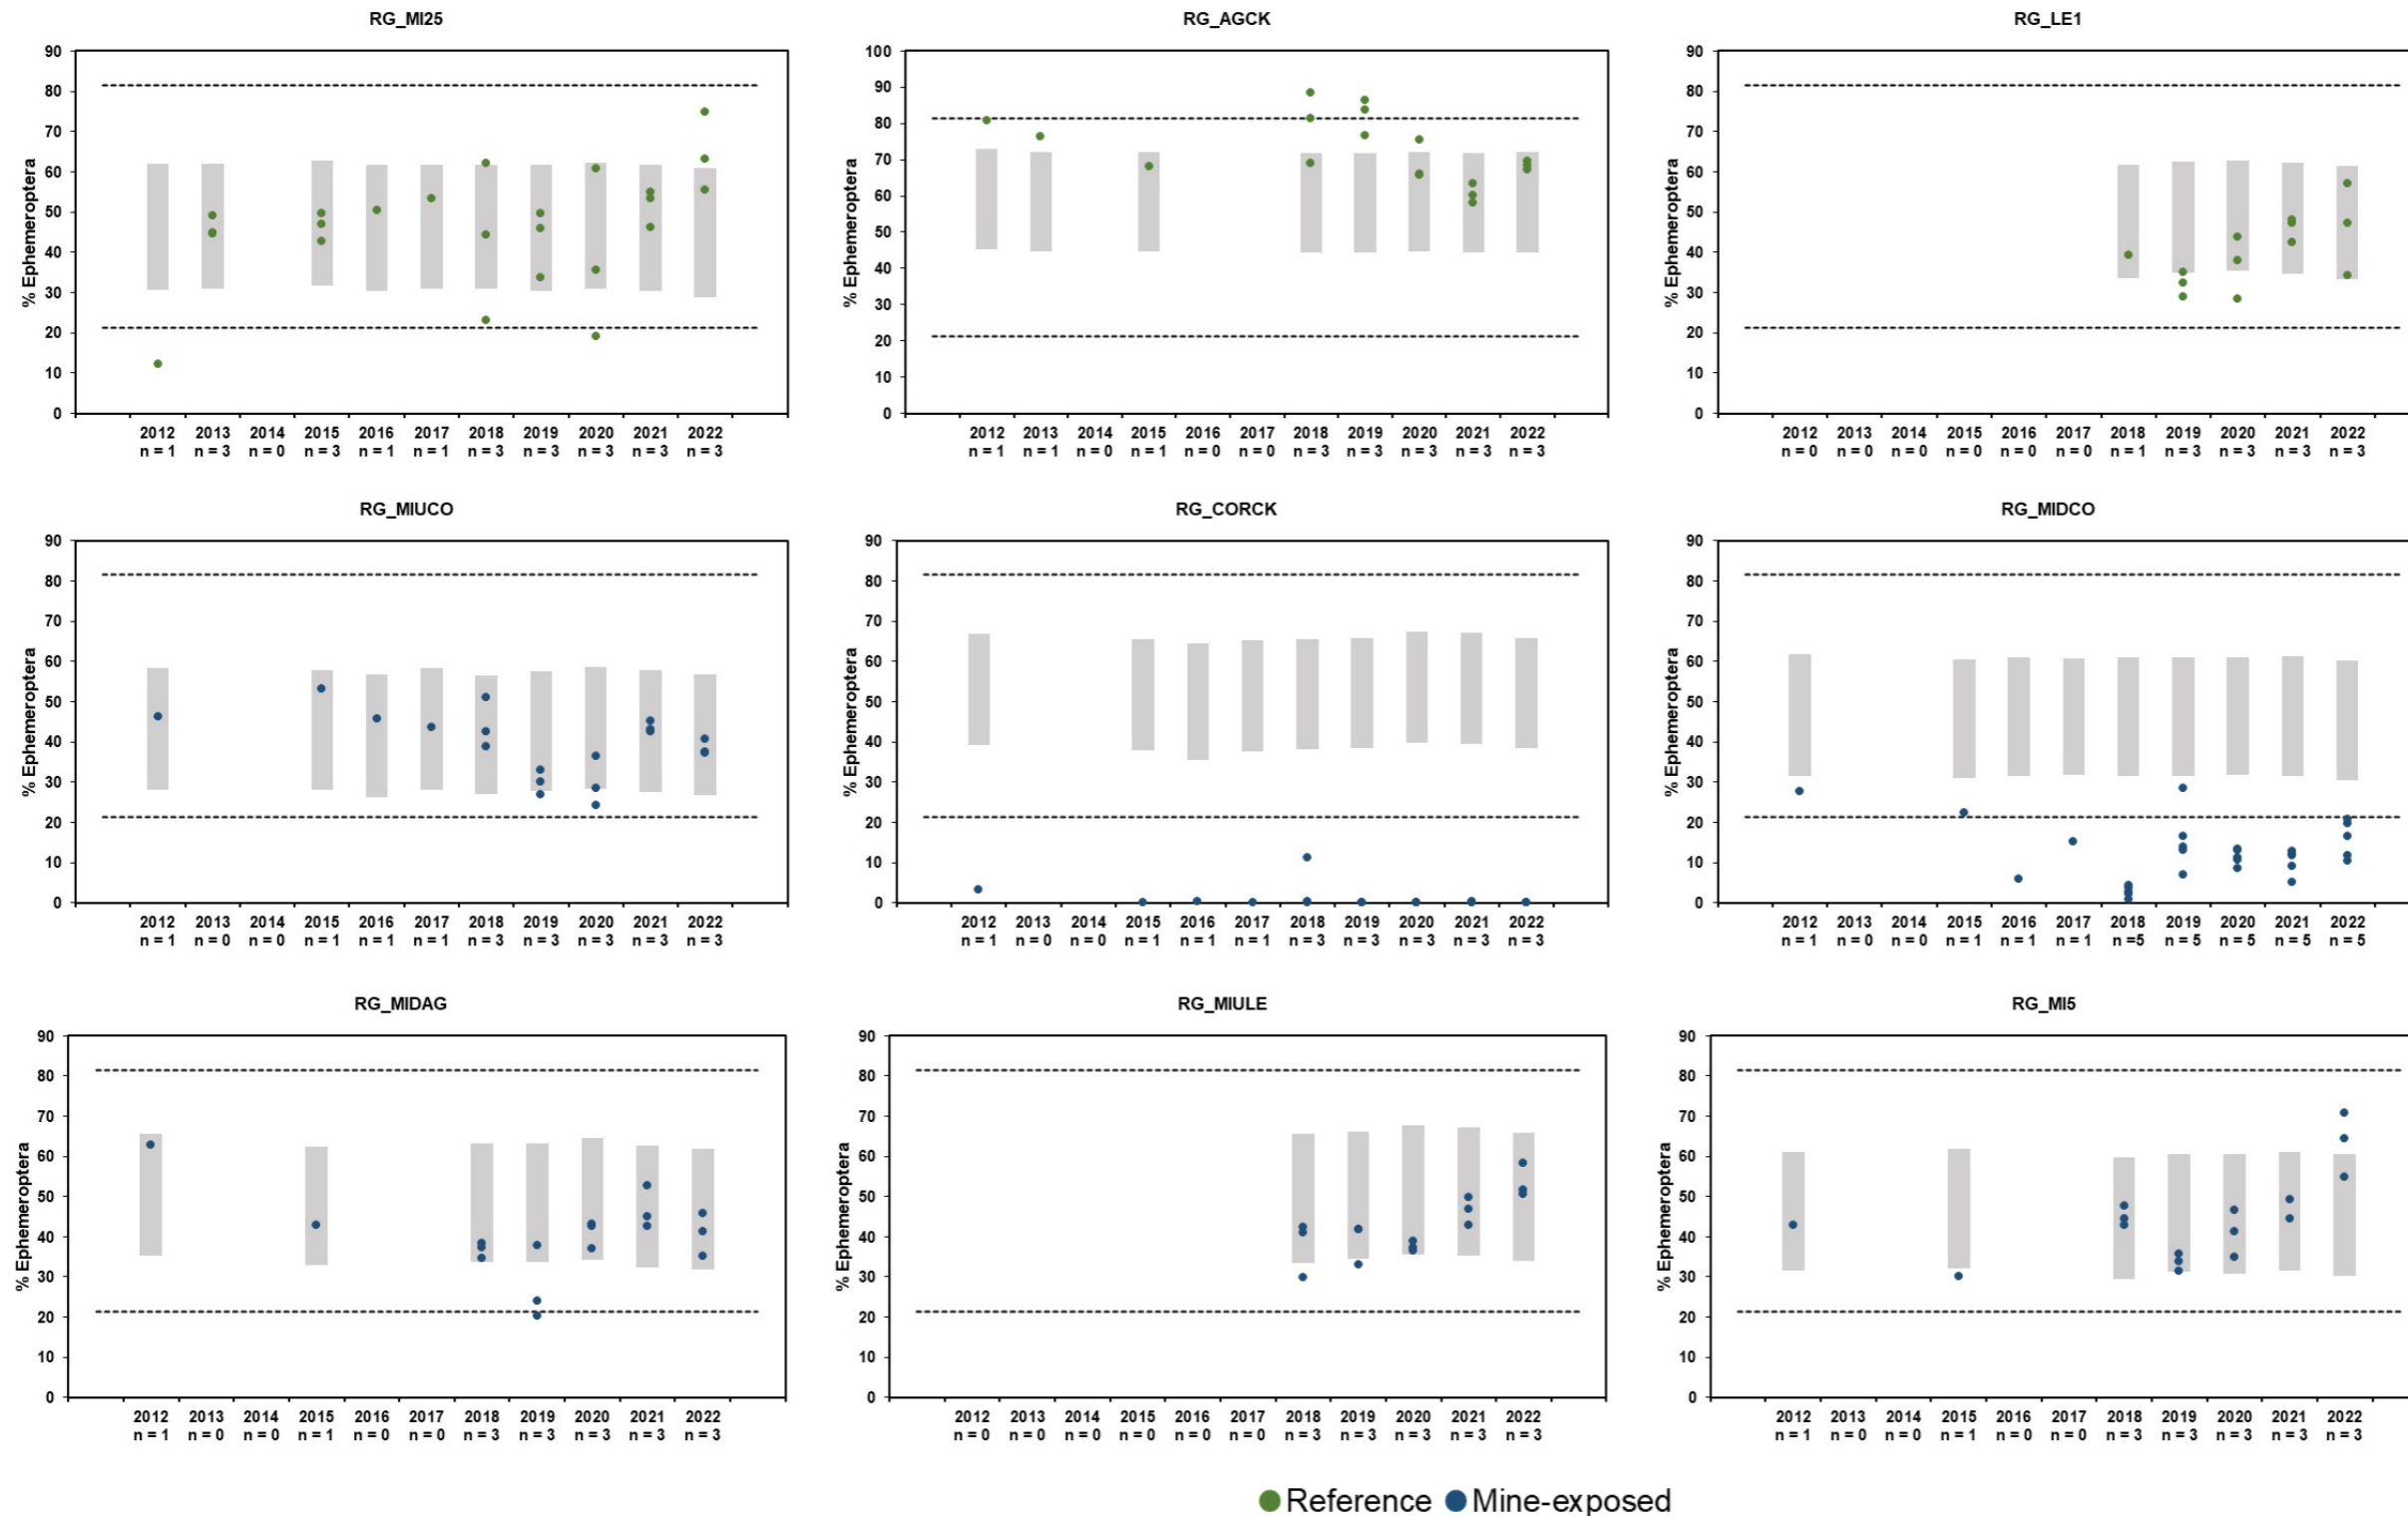 RG_MI25
% Ephemeroptera
90
80
70
60
50
40
30
20
10
0
2012 2013 2014 2015 2016 2017 2018 2019 2020 2021 2022
n = 1 n = 3 n = 0 n = 3 n = 1 n = 1 n = 3 n = 3 n = 3 n = 3 n = 3
RG_AGCK
% Ephemeroptera
100
90
80
70
60
50
40
30
20
10
0
2012 2013 2014 2015 2016 2017 2018 2019 2020 2021 2022
n = 1 n = 1 n = 0 n = 1 n = 0 n = 0 n = 3 n = 3 n = 3 n = 3 n = 3
RG_LE1
% Ephemeroptera
90
80
70
60
50
40
30
20
10
0
2012 2013 2014 2015 2016 2017 2018 2019 2020 2021 2022
n = 0 n = 0 n = 0 n = 0 n = 0 n = 0 n = 1 n = 3 n = 3 n = 3 n = 3
RG_MIUCO
% Ephemeroptera
90
80
70
60
50
40
30
20
10
0
2012 2013 2014 2015 2016 2017 2018 2019 2020 2021 2022
n = 1 n = 0 n = 0 n = 1 n = 1 n = 1 n = 3 n = 3 n = 3 n = 3 n = 3
RG_CORCK
% Ephemeroptera
90
80
70
60
50
40
30
20
10
0
2012 2013 2014 2015 2016 2017 2018 2019 2020 2021 2022
n = 1 n = 0 n = 0 n = 1 n = 1 n = 1 n = 3 n = 3 n = 3 n = 3 n = 3
RG_MIDCO
% Ephemeroptera
90
80
70
60
50
40
30
20
10
0
2012 2013 2014 2015 2016 2017 2018 2019 2020 2021 2022
n = 1 n = 0 n = 0 n = 1 n = 1 n = 1 n =5 n =5 n =5 n =5 n = 5
RG_MIDAG
% Ephemeroptera
90
80
70
60
50
40
30
20
10
0
2012 2013 2014 2015 2016 2017 2018 2019 2020 2021 2022
n = 1 n = 0 n = 0 n = 1 n = 0 n = 0 n = 3 n = 3 n = 3 n = 3 n = 3
RG_MIULE
% Ephemeroptera
90
80
70
60
50
40
30
20
10
0
2012 2013 2014 2015 2016 2017 2018 2019 2020 2021 2022
n = 0 n = 0 n = 0 n = 0 n = 0 n = 0 n = 3 n = 3 n = 3 n = 3 n = 3
RG_MI5
% Ephemeroptera
90
80
70
60
50
40
30
20
10
0
2012 2013 2014 2015 2016 2017 2018 2019 2020 2021 2022
n = 1 n = 0 n = 0 n = 1 n = 0 n = 0 n = 3 n = 3 n = 3 n = 3 n = 3
Reference Mine-exposed